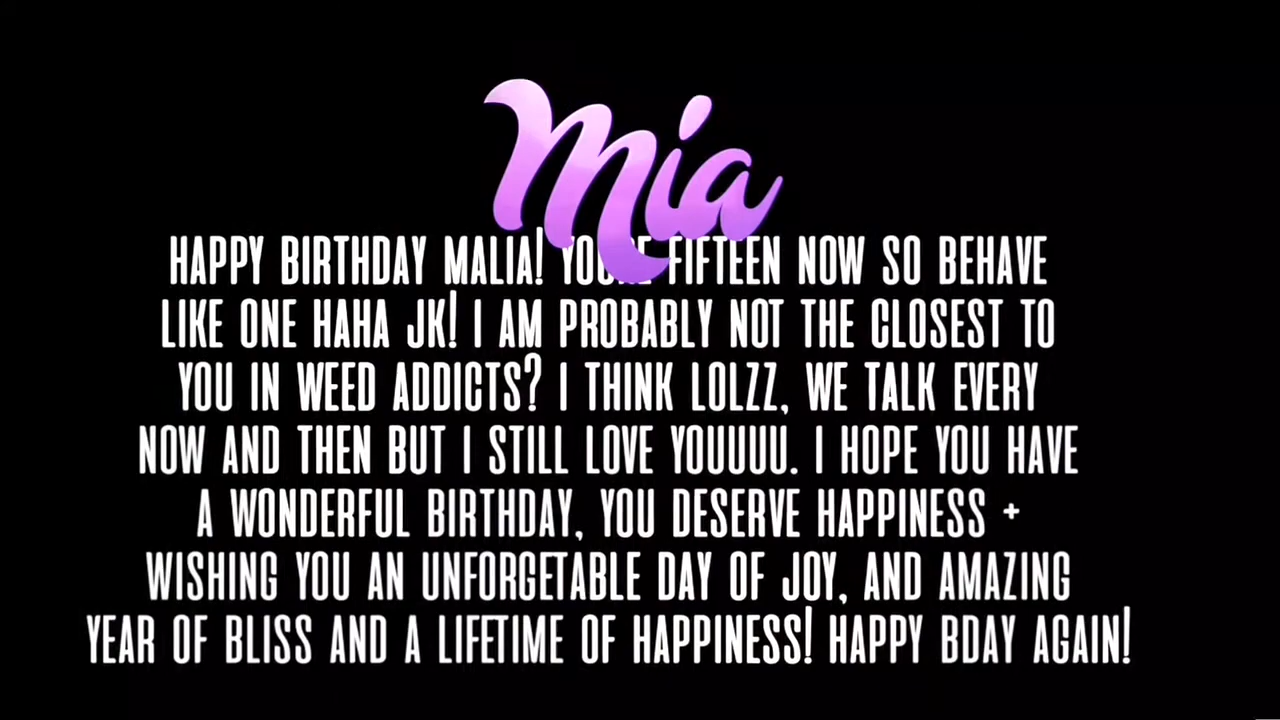 Mia
HAPPY BIRTHDAY MALIA! YOU'RE FIFTEEN NOW SO BEHAVE
LIKE ONE HAHA JK! I AM PROBABLY NOT THE CLOSEST TO
YOU IN WEED ADDICTS? I THINK LOLZZ, WE TALK EVERY
NOW AND THEN BUT I STILL LOVE YOUUUU. I HOPE YOU HAVE
A WONDERFUL BIRTHDAY, YOU DESERVE HAPPINESS +
WISHING YOU AN UNFORGETABLE DAY OF JOY, AND AMAZING
YEAR OF BLISS AND A LIFETIME OF HAPPINESS! HAPPY BDAY AGAIN!